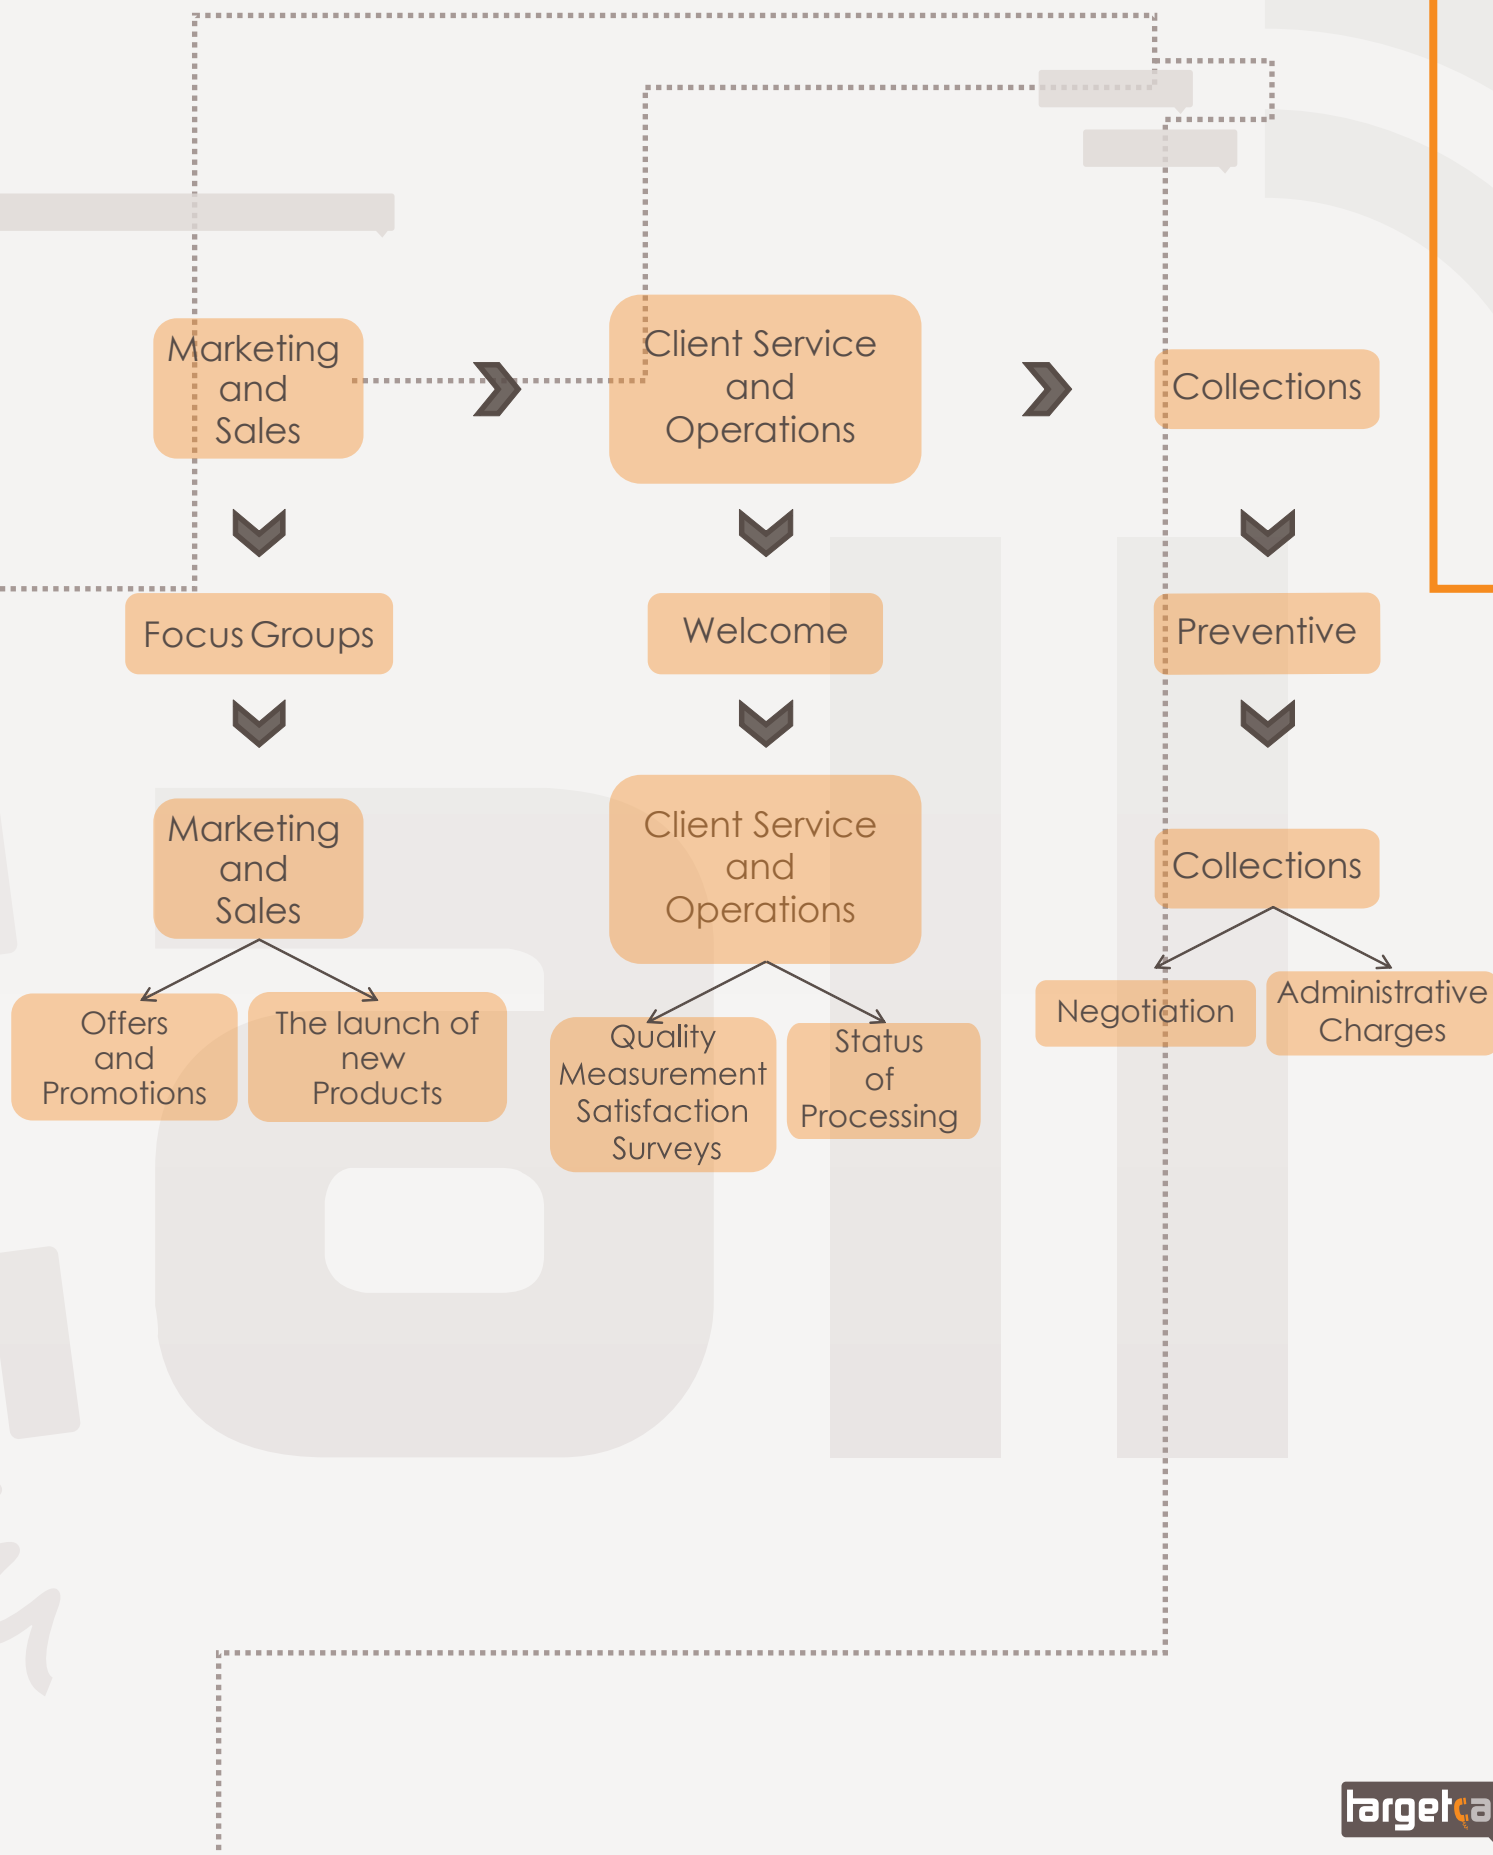 Marketing
and
Sales
Client Service
and
Operations
Collections
Focus Groups
Welcome
Preventive
Marketing
and
Sales
Client Service
and
Operations
Collections
Offers
and
Promotions
The launch of
new
Products
Quality
Measurement
Satisfaction
Surveys
Status
of
Processing
Negotiation
Administrative
Charges
targetca